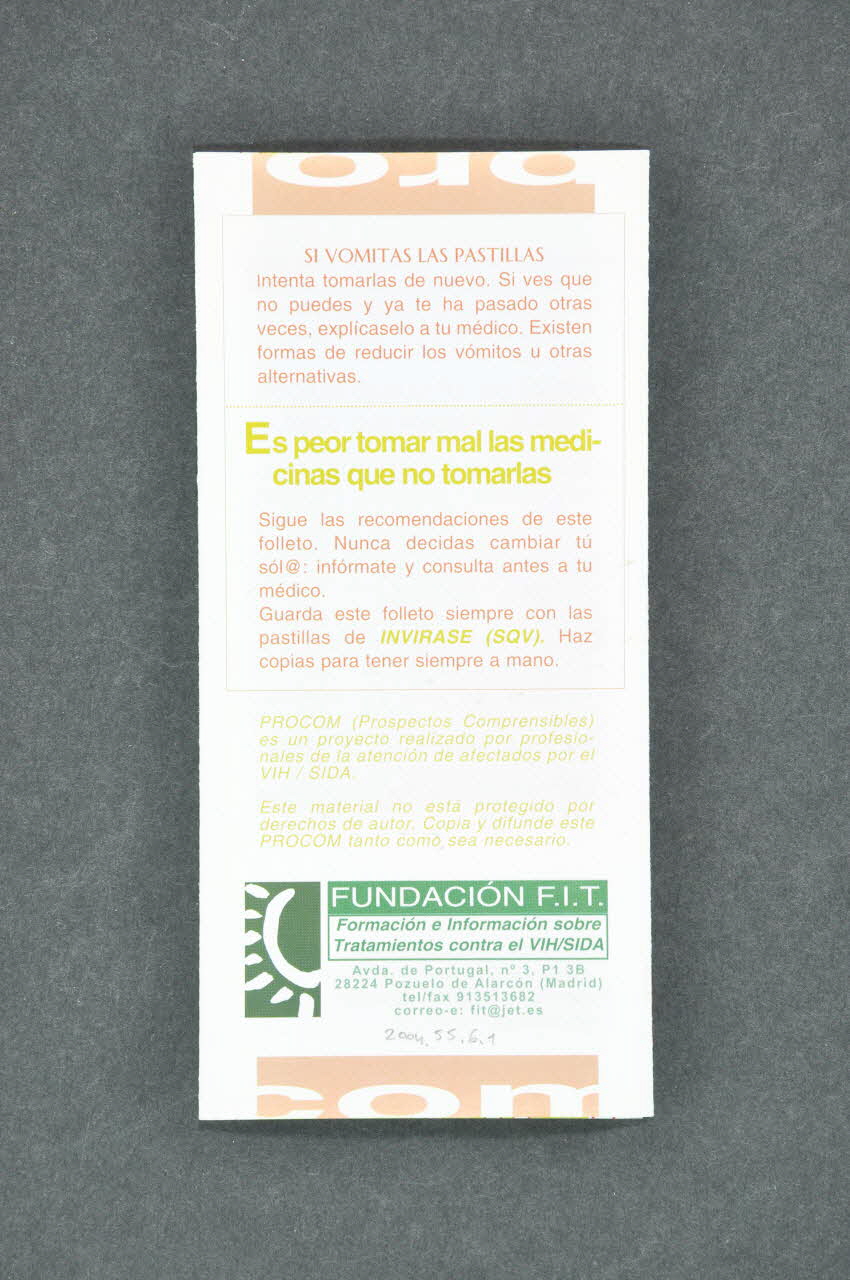 pro
SI VOMITAS LAS PASTILLAS
Intenta tomarlas de nuevo. Si ves que
no puedes y ya te ha pasado otras
veces, explícaselo a tu médico. Existen
formas de reducir los vómitos u otras
alternativas.
Es peor tomar mal las medi-
cinas que no tomarlas
Sigue las recomendaciones de este
folleto. Nunca decidas cambiar tú
sól@: infórmate y consulta antes a tu
médico.
Guarda este folleto siempre con las
pastillas de INVIRASE (SQV). Haz
copias para tener siempre a mano.
PROCOM (Prospectos Comprensibles)
es un proyecto realizado por profesio-
nales de la atención de afectados por el
VIH / SIDA.
Este material no está protegido por
derechos de autor. Copia y difunde este
PROCOM tanto como sea necesario.
FUNDACIÓN F.I.T.
Formación e Información sobre
Tratamientos contra el VIH/SIDA
Avda. de Portugal, nº 3, P1 3B
28224 Pozuelo de Alarcón (Madrid)
tel/fax 913513682
correo-e: fit@jet.es
2004.55.6.1
com